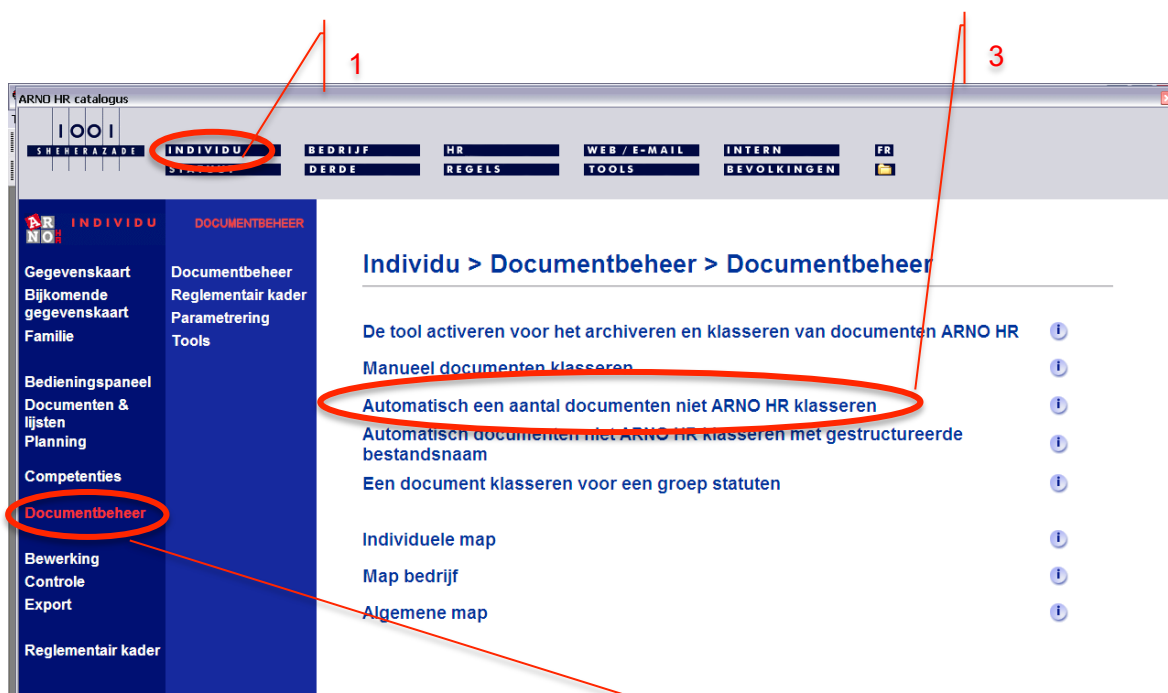 1
3
ARNO HR catalogus
1001
SHEHERAZADE
INDIVIDU BEDRIJF HR WEB / E-MAIL INTERN FR
STATUUT DERDE REGELS TOOLS BEVOLKINGEN
ARNO HR INDIVIDU DOCUMENTBEHEER
Gegevenskaart
Bijkomende
gegevenskaart
Familie
Bedieningspaneel
Documenten &
lijsten
Planning
Competenties
Documentbeheer
Bewerking
Controle
Export
Reglementair kader
Documentbeheer
Reglementair kader
Parametrering
Tools
Individu > Documentbeheer > Documentbeheer
De tool activeren voor het archiveren en klasseren van documenten ARNO HR
Manueel documenten klasseren
Automatisch een aantal documenten niet ARNO HR klasseren
Automatisch documenten niet ARNO HR klasseren met gestructureerde
bestandsnaam
Een document klasseren voor een groep statuten
Individuele map
Map bedrijf
Algemene map